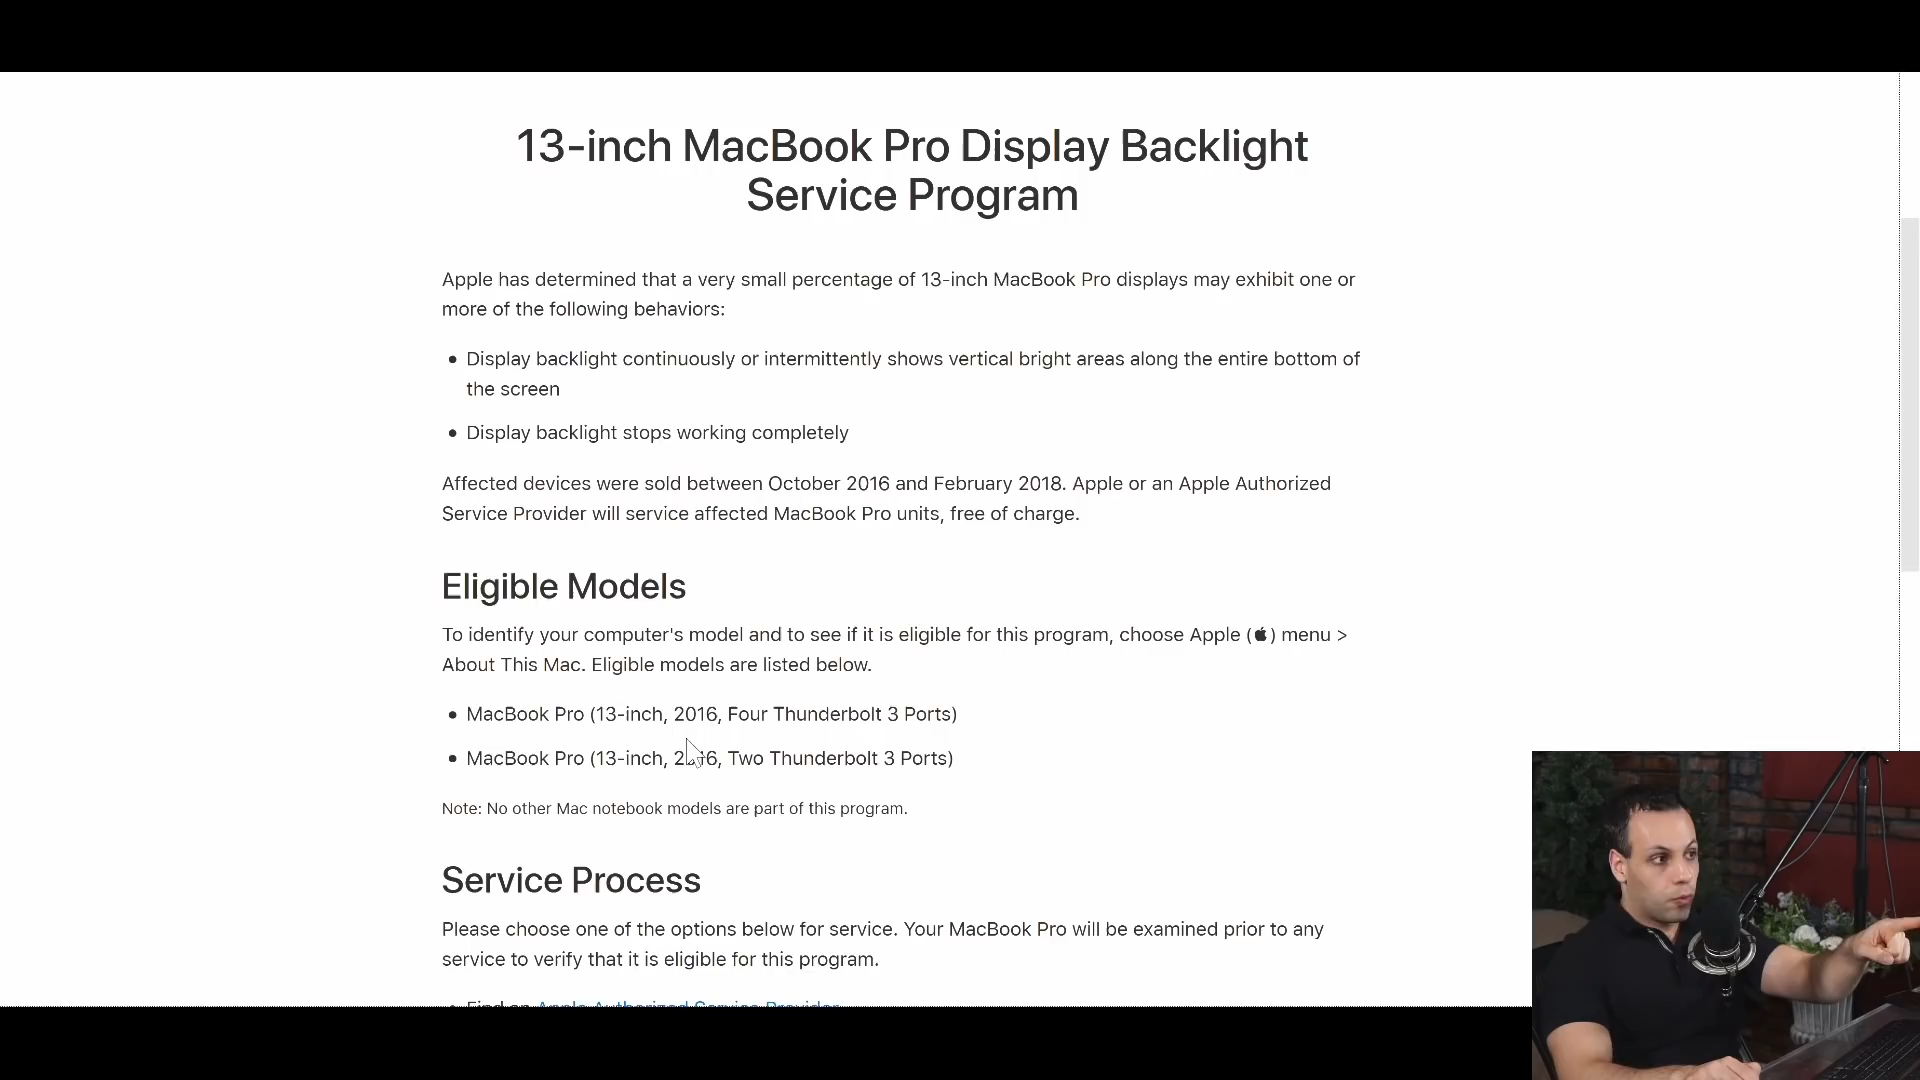 13-inch MacBook Pro Display Backlight
Service Program
Apple has determined that a very small percentage of 13-inch MacBook Pro displays may exhibit one or
more of the following behaviors:
• Display backlight continuously or intermittently shows vertical bright areas along the entire bottom of
the screen
• Display backlight stops working completely
Affected devices were sold between October 2016 and February 2018. Apple or an Apple Authorized
Service Provider will service affected MacBook Pro units, free of charge.
Eligible Models
To identify your computer's model and to see if it is eligible for this program, choose Apple () menu >
About This Mac. Eligible models are listed below.
• MacBook Pro (13-inch, 2016, Four Thunderbolt 3 Ports)
• MacBook Pro (13-inch, 2016, Two Thunderbolt 3 Ports)
Note: No other Mac notebook models are part of this program.
Service Process
Please choose one of the options below for service. Your MacBook Pro will be examined prior to any
service to verify that it is eligible for this program.
• Find an Apple Authorized Service Provider